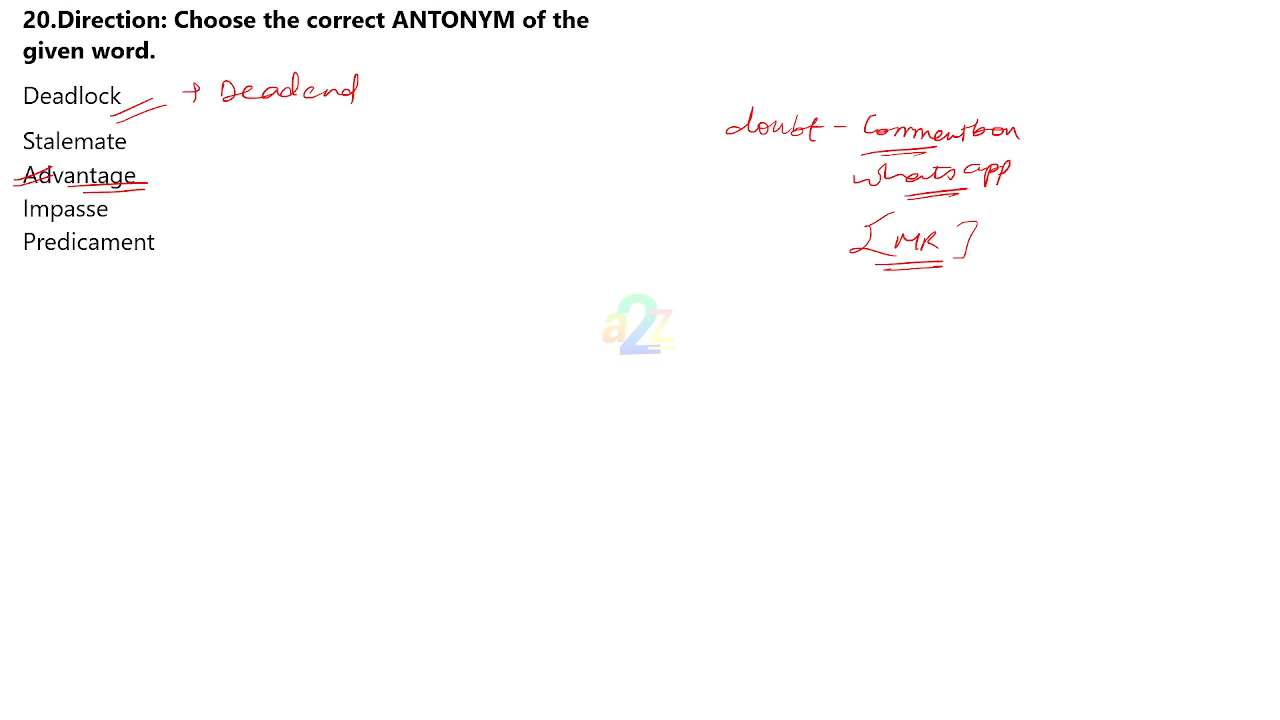 20.Direction: Choose the correct ANTONYM of the
given word.
Deadlock → Deadend
Stalemate
Advantage
Impasse
Predicament
doubt - Comment box
whatsapp
[MR]
a2z